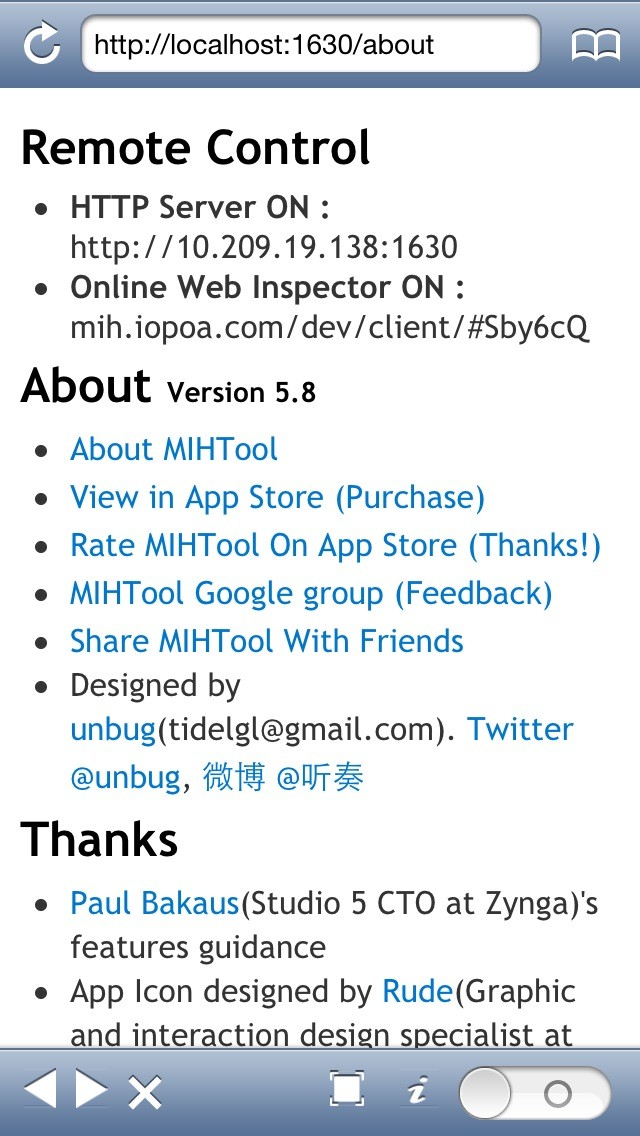 http://localhost:1630/about
Remote Control
HTTP Server ON :
http://10.209.19.138:1630
Online Web Inspector ON :
mih.iopoa.com/dev/client/#Sby6cQ
About Version 5.8
About MIHTool
View in App Store (Purchase)
Rate MIHTool On App Store (Thanks!)
MIHTool Google group (Feedback)
Share MIHTool With Friends
Designed by
unbug(tidelgl@gmail.com). Twitter
@unbug, 微博 @听奏
Thanks
Paul Bakaus(Studio 5 CTO at Zynga)'s
features guidance
App Icon designed by Rude(Graphic
and interaction design specialist at